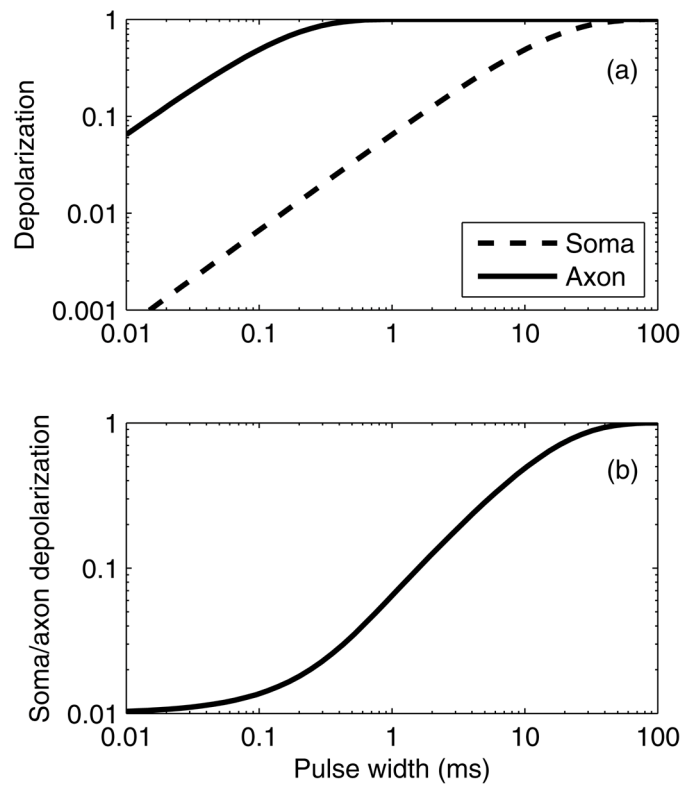 1
0.1
0.01
0.001
Depolarization
(a)
Soma
Axon
0.01 0.1 1 10 100
1
0.1
0.01
Soma/axon depolarization
(b)
0.01 0.1 1 10 100
Pulse width (ms)